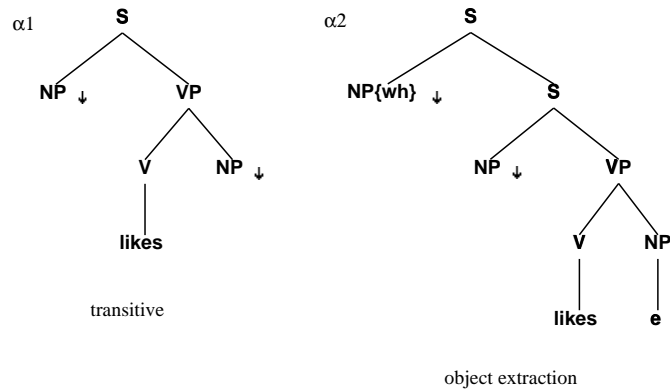 α1
S
NP ↓ VP
V NP ↓
likes
transitive
α2
S
NP{wh} ↓ S
NP ↓ VP
V NP
likes e
object extraction